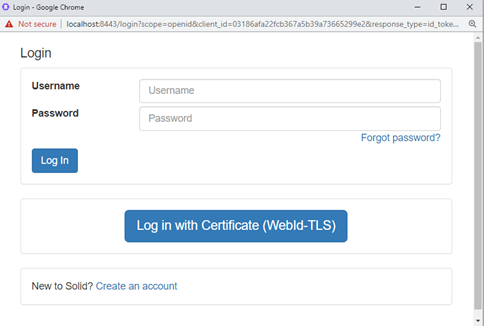 Login - Google Chrome
Not secure | localhost:8443/login?scope=openid&client_id=03186afa22fcb367a5b39a73665299e2&response_type=id_toke...
Login
Username Username
Password Password
Forgot password?
Log In
Log in with Certificate (WebId-TLS)
New to Solid? Create an account